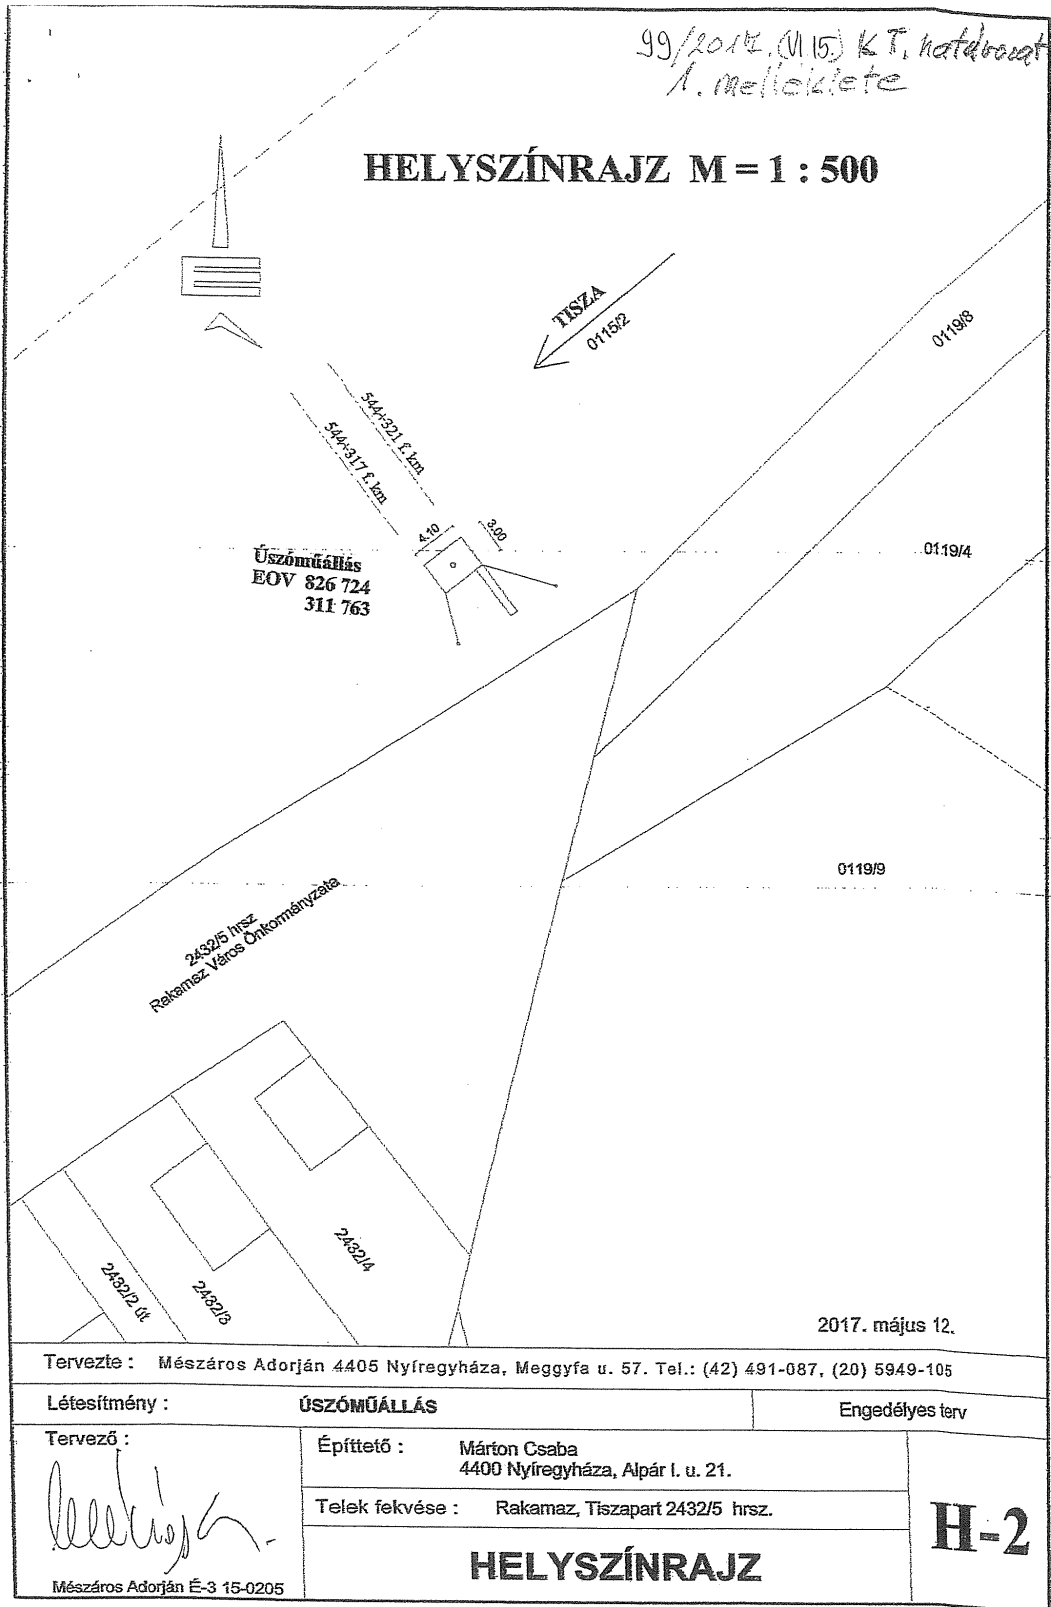 99/2017. (VI.15.) KT. határozat
1. melléklete
HELYSZÍNRAJZ M = 1 : 500
TISZA
0115/2
0119/8
544+321 f. km
544+317 f. km
4.10
3.00
0119/4
Úszóműállás
EOV 826 724
311 763
0119/9
2432/5 hrsz
Rakamaz Város Önkormányzata
2432/4
2432/3
2432/2 út
2017. május 12.
Tervezte : Mészáros Adorján 4405 Nyíregyháza, Meggyfa u. 57. Tel.: (42) 491-087, (20) 5949-105
Létesítmény : ÚSZÓMŰÁLLÁS Engedélyes terv
Tervező :
Építtető : Márton Csaba
4400 Nyíregyháza, Alpár I. u. 21.
Telek fekvése : Rakamaz, Tiszapart 2432/5 hrsz.
H-2
HELYSZÍNRAJZ
Mészáros Adorján É-3 15-0205